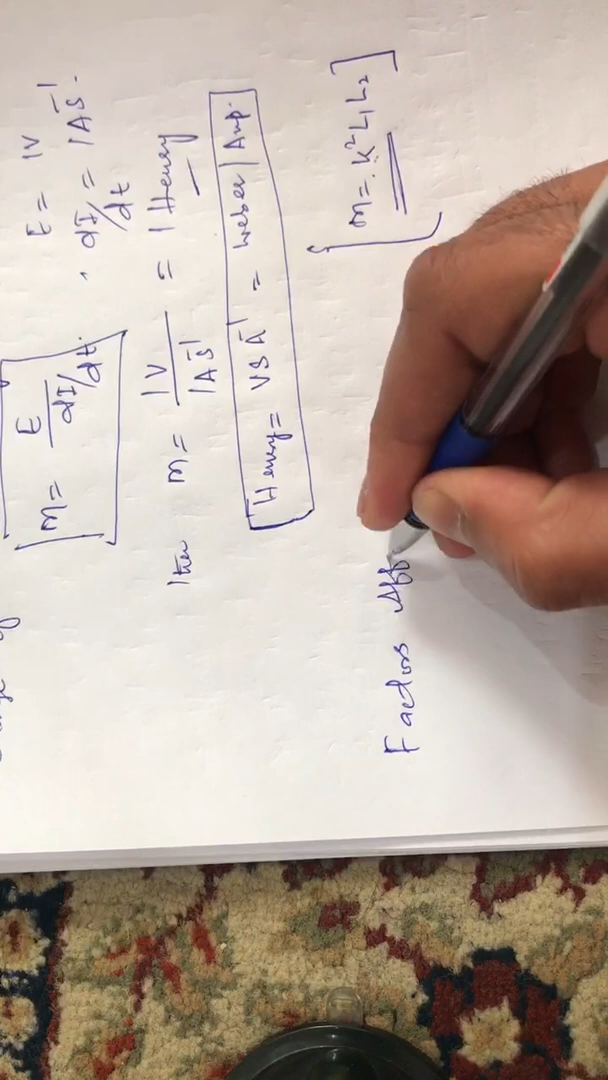 E = 1V
M = E / dI/dt . , dI/dt = 1AS⁻¹.
then M = 1V / 1AS⁻¹ = 1 Henry
Henry = VSA⁻¹ = weber / Amp.
[M = K²L₁L₂]
Factors Aff